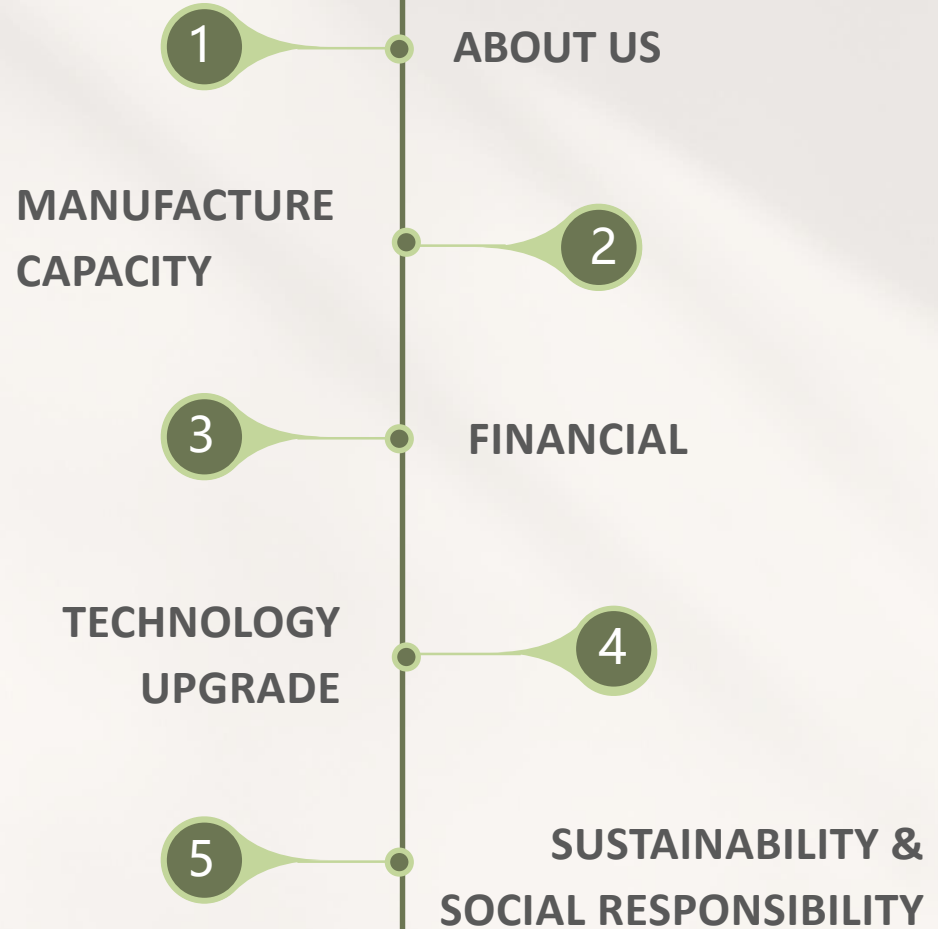 1
ABOUT US
MANUFACTURE
CAPACITY
2
3
FINANCIAL
TECHNOLOGY
UPGRADE
4
5
SUSTAINABILITY &
SOCIAL RESPONSIBILITY